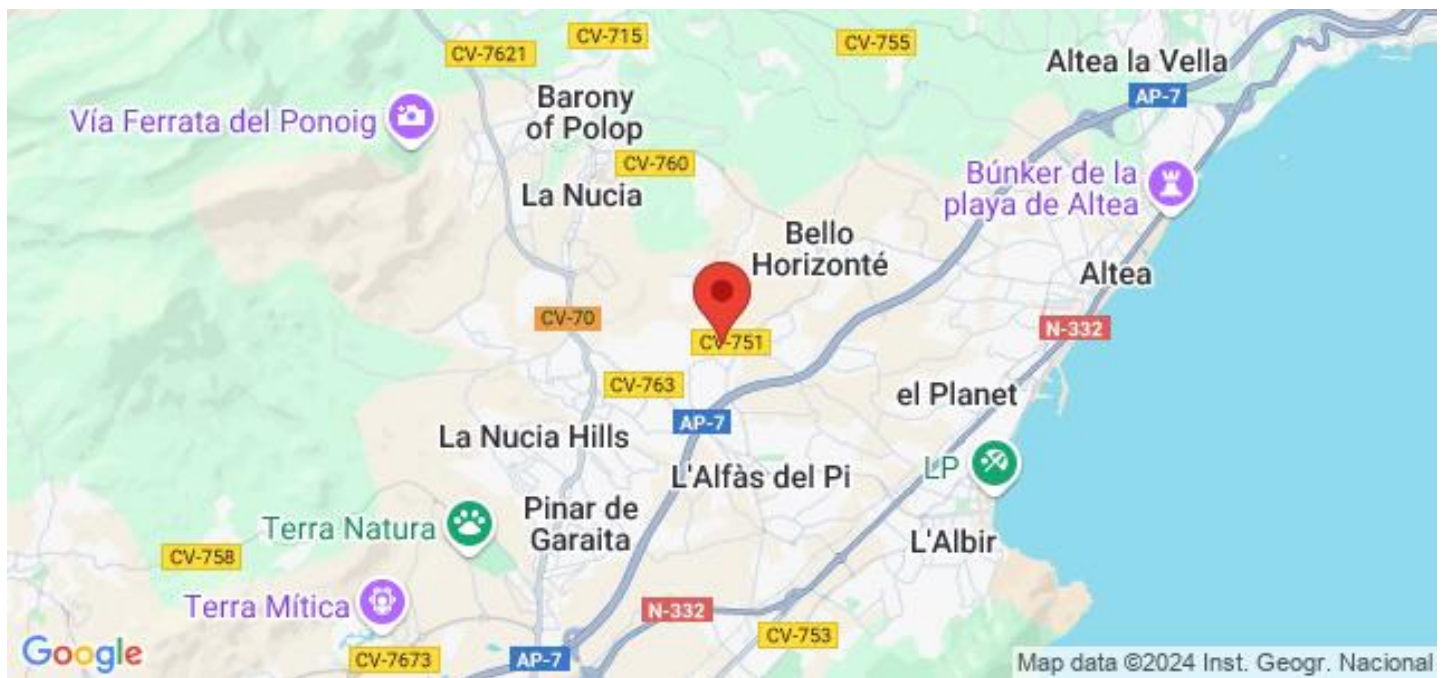 CV-715
CV-755
CV-7621
Altea la Vella
AP-7
Barony
of Polop
Vía Ferrata del Ponoig
CV-760
Búnker de la
playa de Altea
La Nucia
Bello
Horizonté
Altea
CV-70
N-332
CV-751
CV-763
el Planet
AP-7
La Nucia Hills
L'Alfàs del Pi
LP
Pinar de
Garaita
Terra Natura
L'Albir
CV-758
Terra Mítica
N-332
CV-753
Google
CV-7673
AP-7
Map data ©2024 Inst. Geogr. Nacional